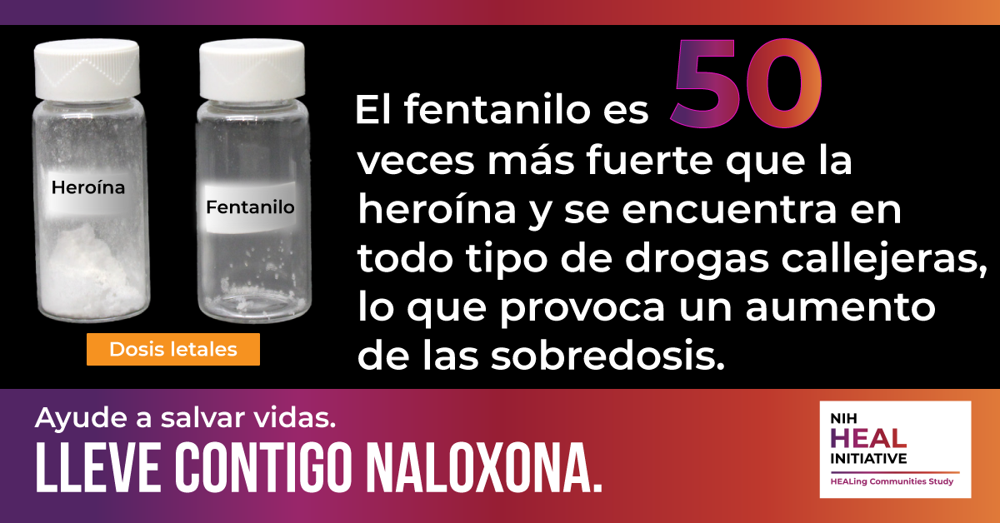 Heroína
Fentanilo
Dosis letales
El fentanilo es 50
veces más fuerte que la
heroína y se encuentra en
todo tipo de drogas callejeras,
lo que provoca un aumento
de las sobredosis.
Ayude a salvar vidas.
LLEVE CONTIGO NALOXONA.
NIH
HEAL
INITIATIVE
HEALing Communities Study